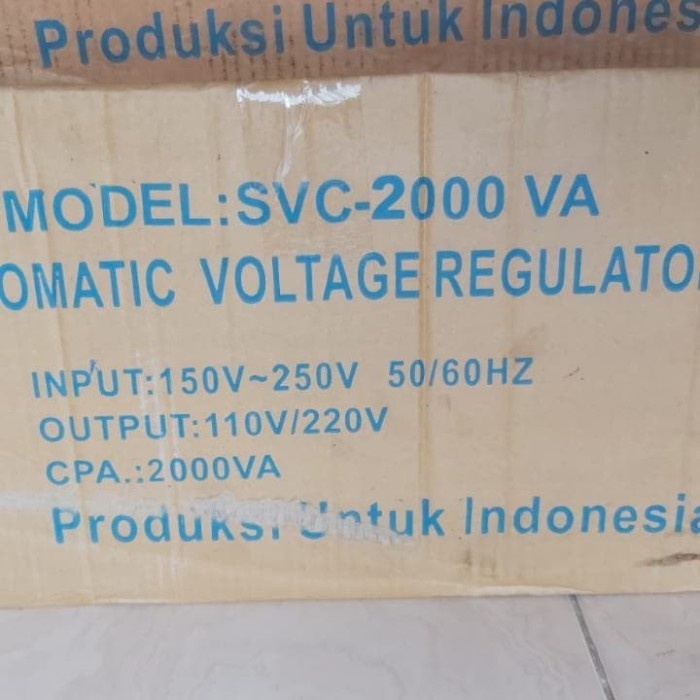 Produksi Untuk Indones
MODEL:SVC-2000 VA
OMATIC VOLTAGE REGULATO
INPUT:150V~250V 50/60HZ
OUTPUT:110V/220V
CPA.:2000VA
Produksi Untuk Indonesia